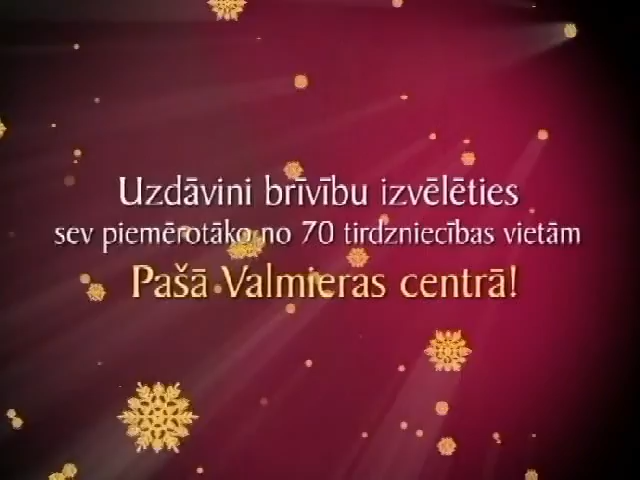 Uzdāvini brīvību izvēlēties
sev piemērotāko no 70 tirdzniecības vietām
Pašā Valmieras centrā!